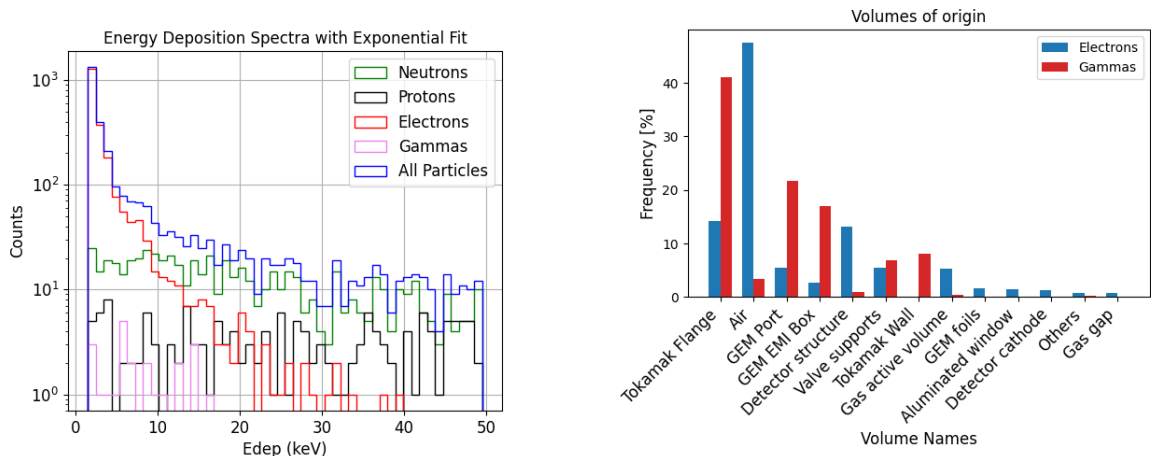 Energy Deposition Spectra with Exponential Fit
Counts
10³
10²
10¹
10⁰
Neutrons
Protons
Electrons
Gammas
All Particles
0 10 20 30 40 50
Edep (keV)
Volumes of origin
Frequency [%]
40
30
20
10
0
Electrons
Gammas
Tokamak Flange
Air
GEM Port
GEM EMI Box
Detector structure
Valve supports
Tokamak Wall
Gas active volume
GEM foils
Aluminated window
Detector cathode
Others
Gas gap
Volume Names